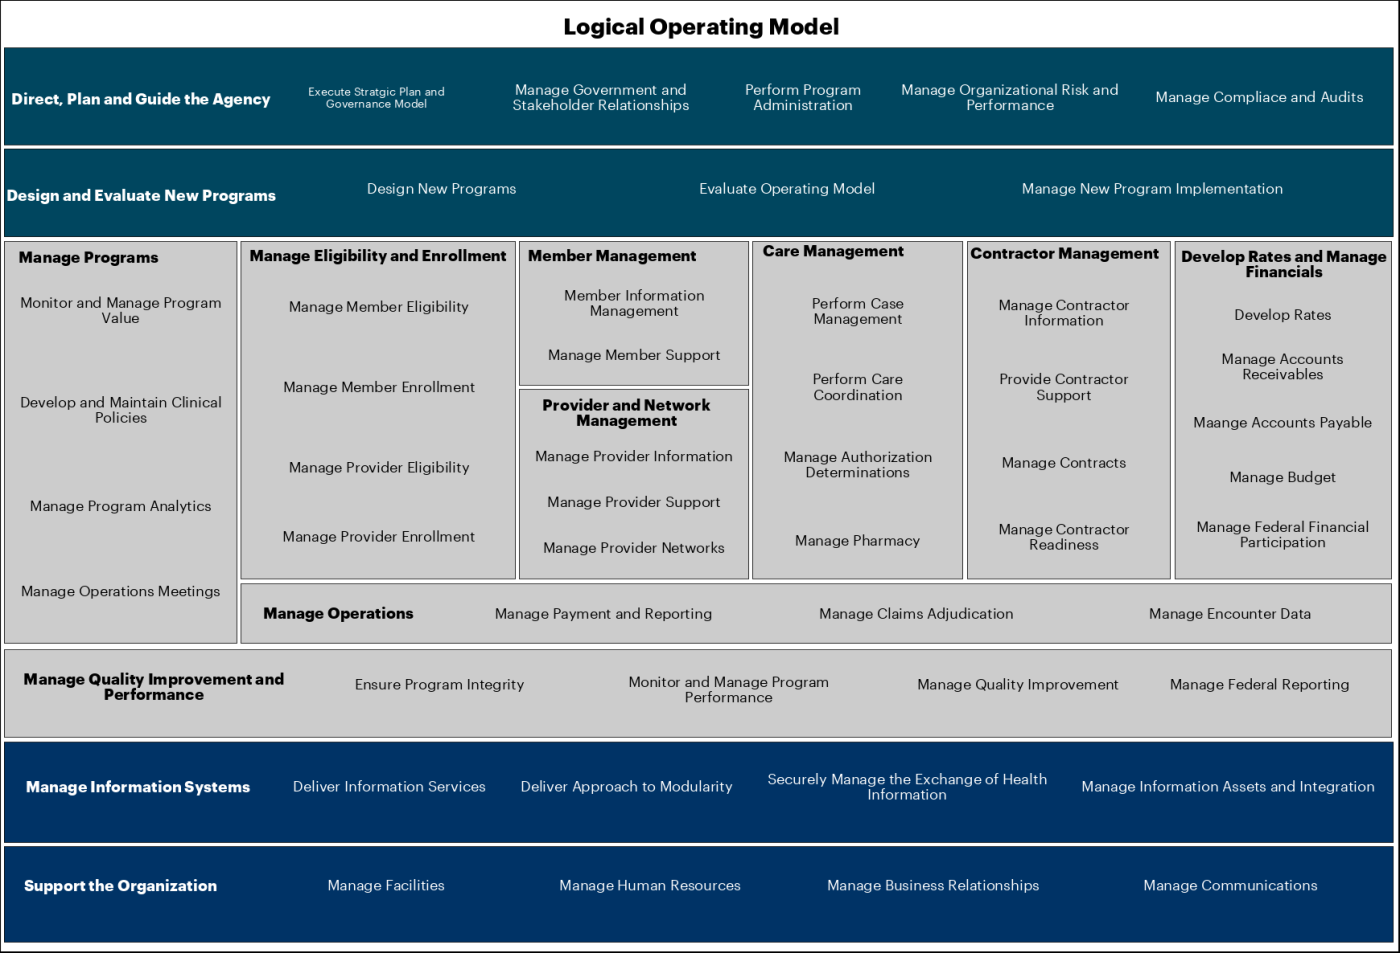 Logical Operating Model
Direct, Plan and Guide the Agency
Execute Stratgic Plan and
Governance Model
Manage Government and
Stakeholder Relationships
Perform Program
Administration
Manage Organizational Risk and
Performance
Manage Compliace and Audits
Design and Evaluate New Programs
Design New Programs
Evaluate Operating Model
Manage New Program Implementation
Manage Programs
Monitor and Manage Program
Value
Develop and Maintain Clinical
Policies
Manage Program Analytics
Manage Operations Meetings
Manage Eligibility and Enrollment
Manage Member Eligibility
Manage Member Enrollment
Manage Provider Eligibility
Manage Provider Enrollment
Member Management
Member Information
Management
Manage Member Support
Provider and Network
Management
Manage Provider Information
Manage Provider Support
Manage Provider Networks
Care Management
Perform Case
Management
Perform Care
Coordination
Manage Authorization
Determinations
Manage Pharmacy
Contractor Management
Manage Contractor
Information
Provide Contractor
Support
Manage Contracts
Manage Contractor
Readiness
Develop Rates and Manage
Financials
Develop Rates
Manage Accounts
Receivables
Maange Accounts Payable
Manage Budget
Manage Federal Financial
Participation
Manage Operations
Manage Payment and Reporting
Manage Claims Adjudication
Manage Encounter Data
Manage Quality Improvement and
Performance
Ensure Program Integrity
Monitor and Manage Program
Performance
Manage Quality Improvement
Manage Federal Reporting
Manage Information Systems
Deliver Information Services
Deliver Approach to Modularity
Securely Manage the Exchange of Health
Information
Manage Information Assets and Integration
Support the Organization
Manage Facilities
Manage Human Resources
Manage Business Relationships
Manage Communications